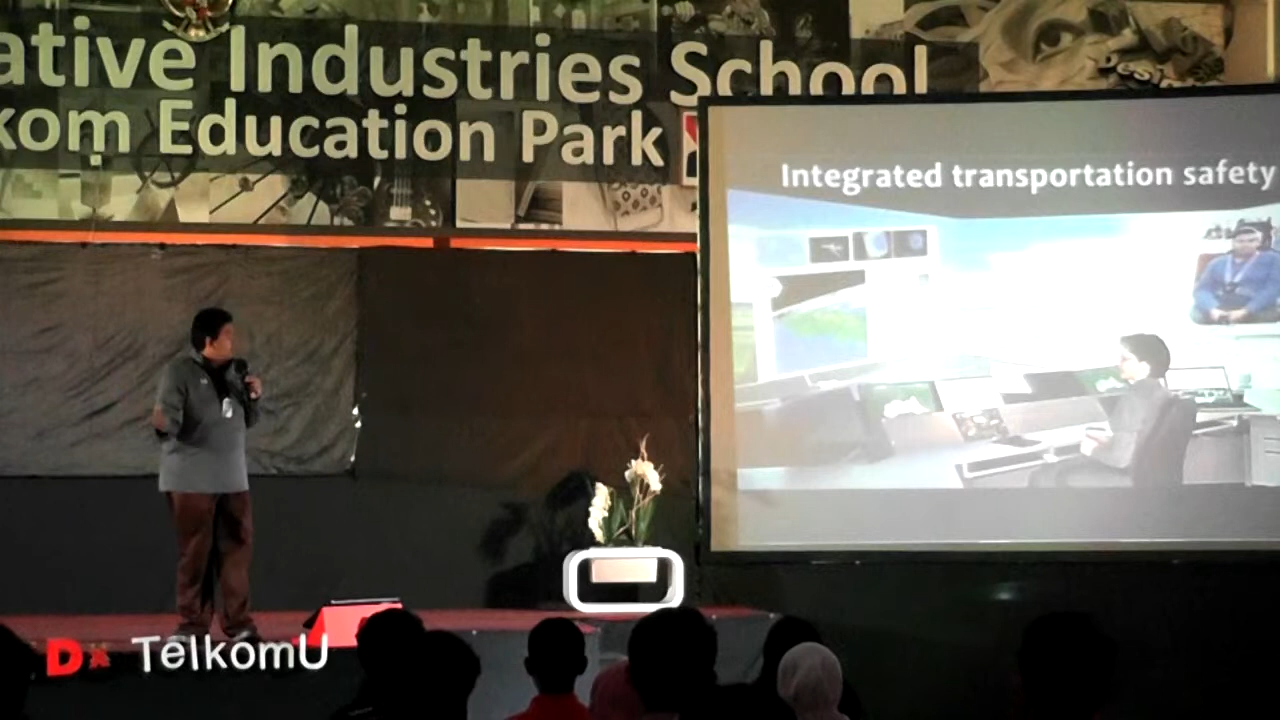 ative Industries School
kom Education Park
Integrated transportation safety
D
TelkomU